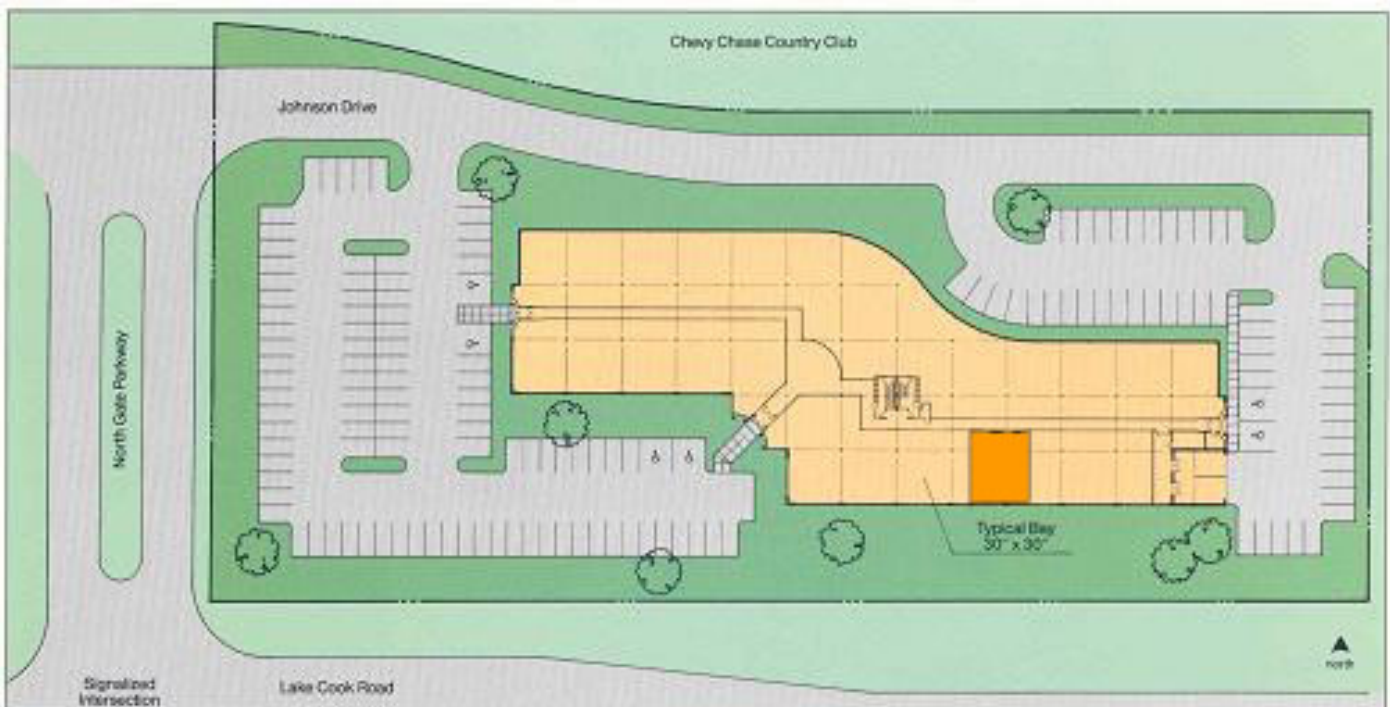 Chevy Chase Country Club
Johnson Drive
North Gate Parkway
Typical Bay
30" x 30"
north
Signalized
Intersection
Lake Cook Road